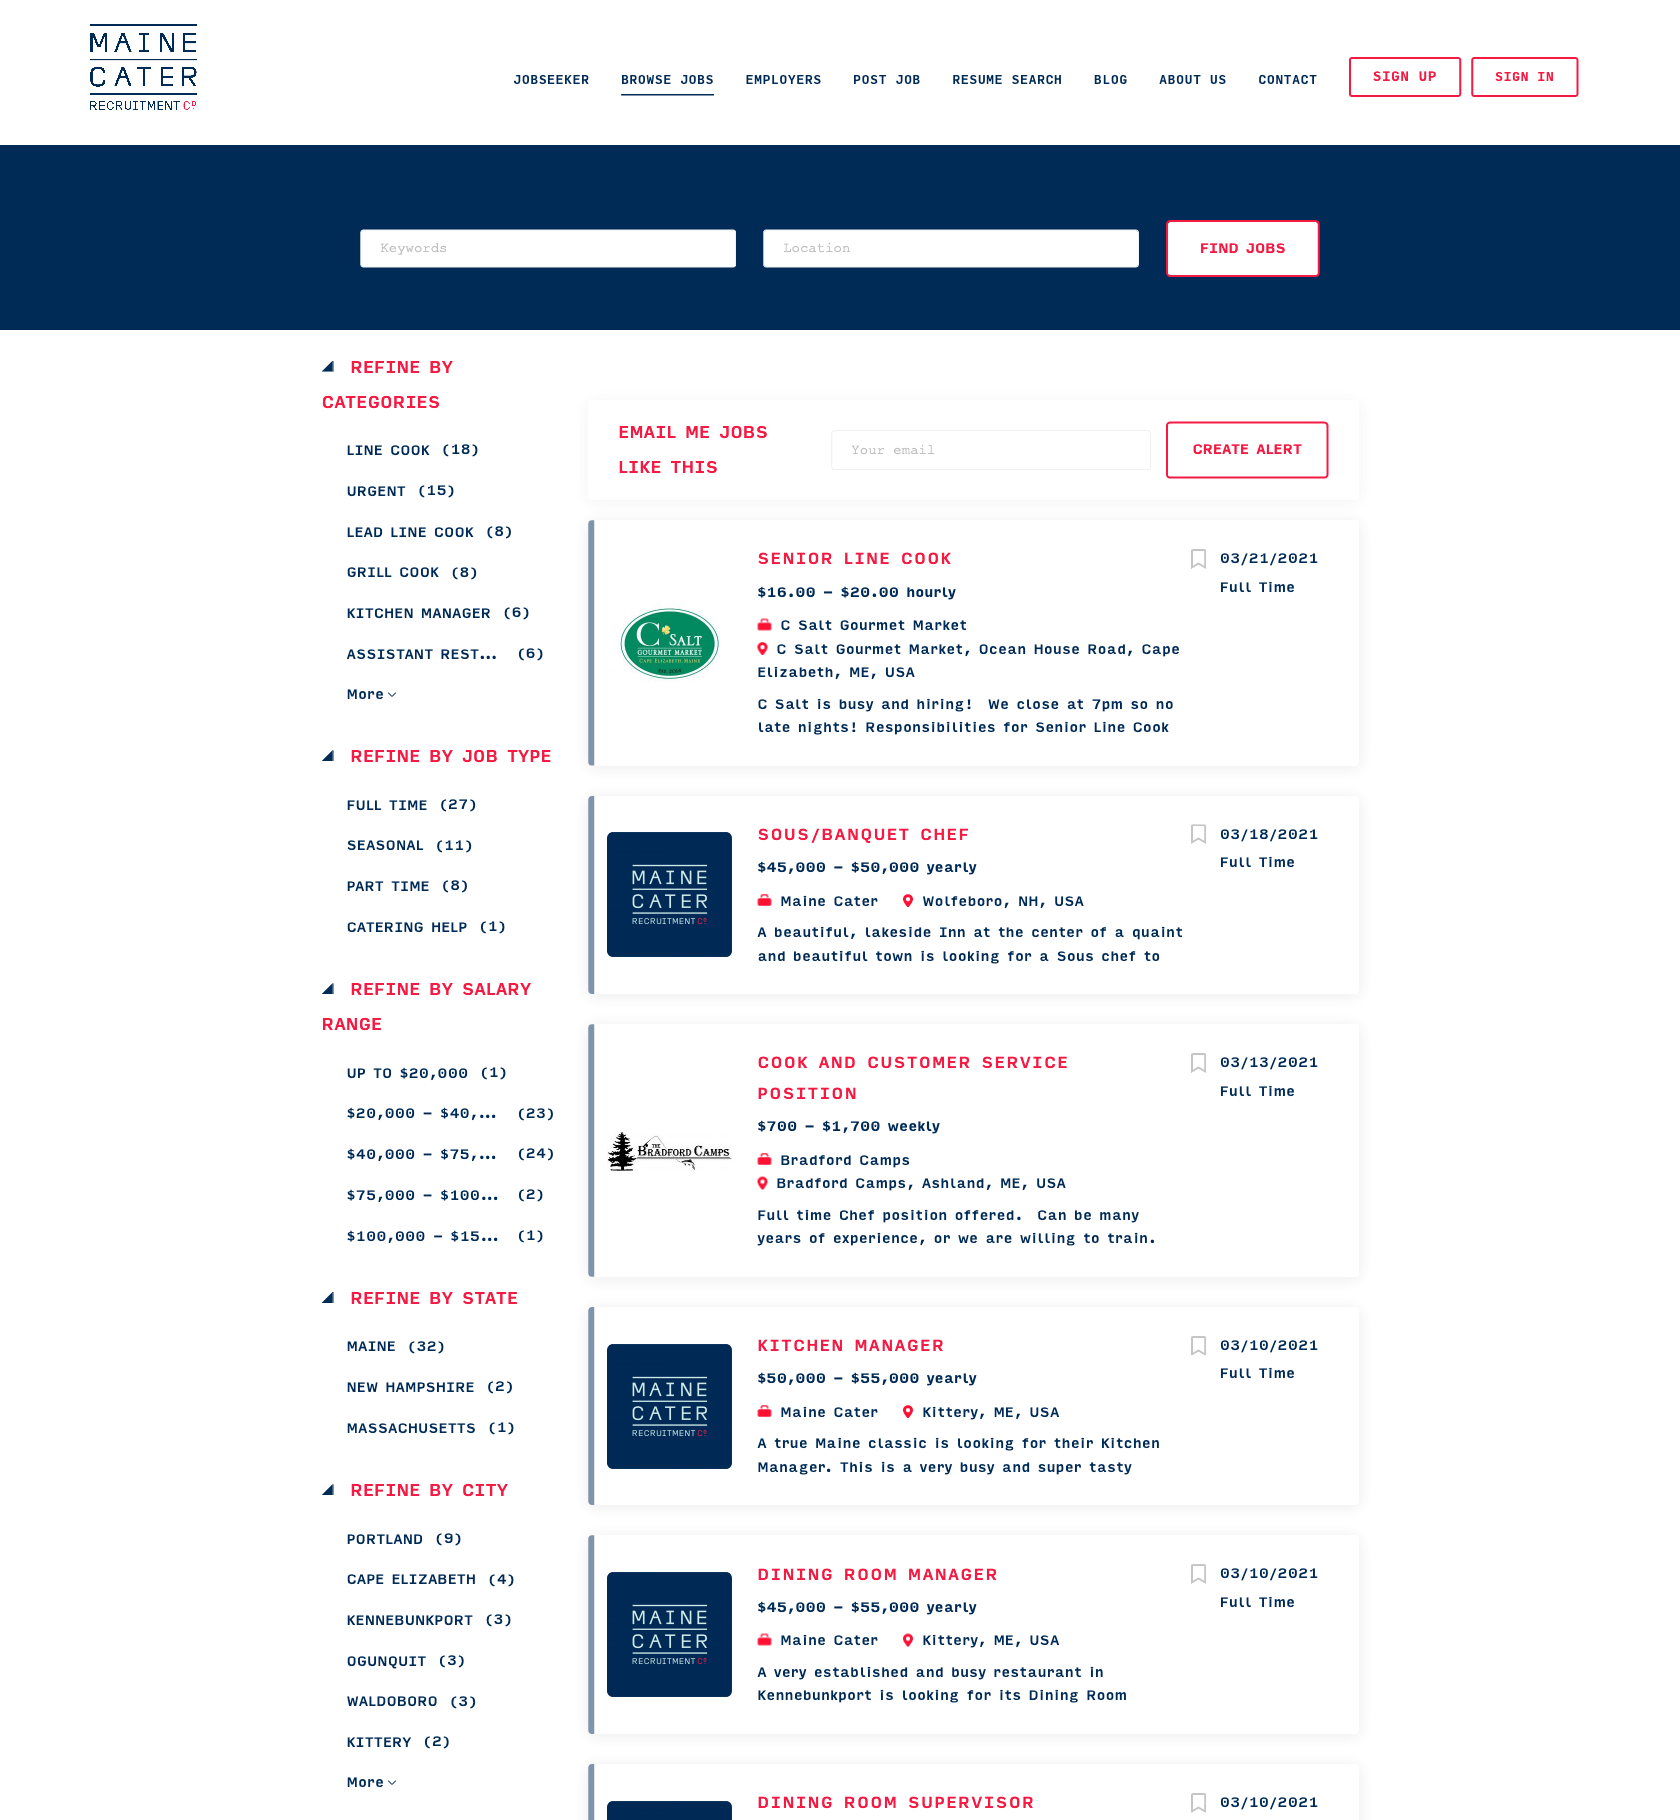 MAINE
CATER
RECRUITMENT Cº
JOBSEEKER BROWSE JOBS EMPLOYERS POST JOB RESUME SEARCH BLOG ABOUT US CONTACT SIGN UP SIGN IN
Keywords Location FIND JOBS
REFINE BY
CATEGORIES
LINE COOK (18)
URGENT (15)
LEAD LINE COOK (8)
GRILL COOK (8)
KITCHEN MANAGER (6)
ASSISTANT REST... (6)
More
REFINE BY JOB TYPE
FULL TIME (27)
SEASONAL (11)
PART TIME (8)
CATERING HELP (1)
REFINE BY SALARY
RANGE
UP TO $20,000 (1)
$20,000 - $40,... (23)
$40,000 - $75,... (24)
$75,000 - $100... (2)
$100,000 - $15... (1)
REFINE BY STATE
MAINE (32)
NEW HAMPSHIRE (2)
MASSACHUSETTS (1)
REFINE BY CITY
PORTLAND (9)
CAPE ELIZABETH (4)
KENNEBUNKPORT (3)
OGUNQUIT (3)
WALDOBORO (3)
KITTERY (2)
More
EMAIL ME JOBS
LIKE THIS
Your email
CREATE ALERT
C SALT
GOURMET MARKET
CAPE ELIZABETH MAINE
SENIOR LINE COOK
03/21/2021
Full Time
$16.00 - $20.00 hourly
C Salt Gourmet Market
C Salt Gourmet Market, Ocean House Road, Cape
Elizabeth, ME, USA
C Salt is busy and hiring!  We close at 7pm so no
late nights! Responsibilities for Senior Line Cook
MAINE
CATER
RECRUITMENT Cº
SOUS/BANQUET CHEF
03/18/2021
Full Time
$45,000 - $50,000 yearly
Maine Cater Wolfeboro, NH, USA
A beautiful, lakeside Inn at the center of a quaint
and beautiful town is looking for a Sous chef to
THE
BRADFORD CAMPS
COOK AND CUSTOMER SERVICE
POSITION
03/13/2021
Full Time
$700 - $1,700 weekly
Bradford Camps
Bradford Camps, Ashland, ME, USA
Full time Chef position offered.  Can be many
years of experience, or we are willing to train.
MAINE
CATER
RECRUITMENT Cº
KITCHEN MANAGER
03/10/2021
Full Time
$50,000 - $55,000 yearly
Maine Cater Kittery, ME, USA
A true Maine classic is looking for their Kitchen
Manager. This is a very busy and super tasty
MAINE
CATER
RECRUITMENT Cº
DINING ROOM MANAGER
03/10/2021
Full Time
$45,000 - $55,000 yearly
Maine Cater Kittery, ME, USA
A very established and busy restaurant in
Kennebunkport is looking for its Dining Room
DINING ROOM SUPERVISOR
03/10/2021